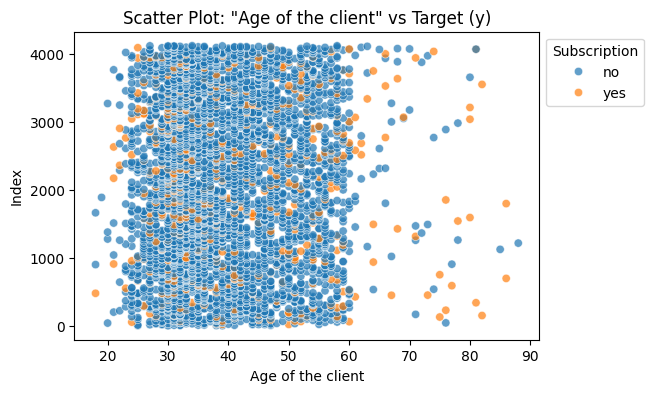 Scatter Plot: "Age of the client" vs Target (y)
Subscription
no
yes
4000
3000
2000
1000
0
Index
20 30 40 50 60 70 80 90
Age of the client